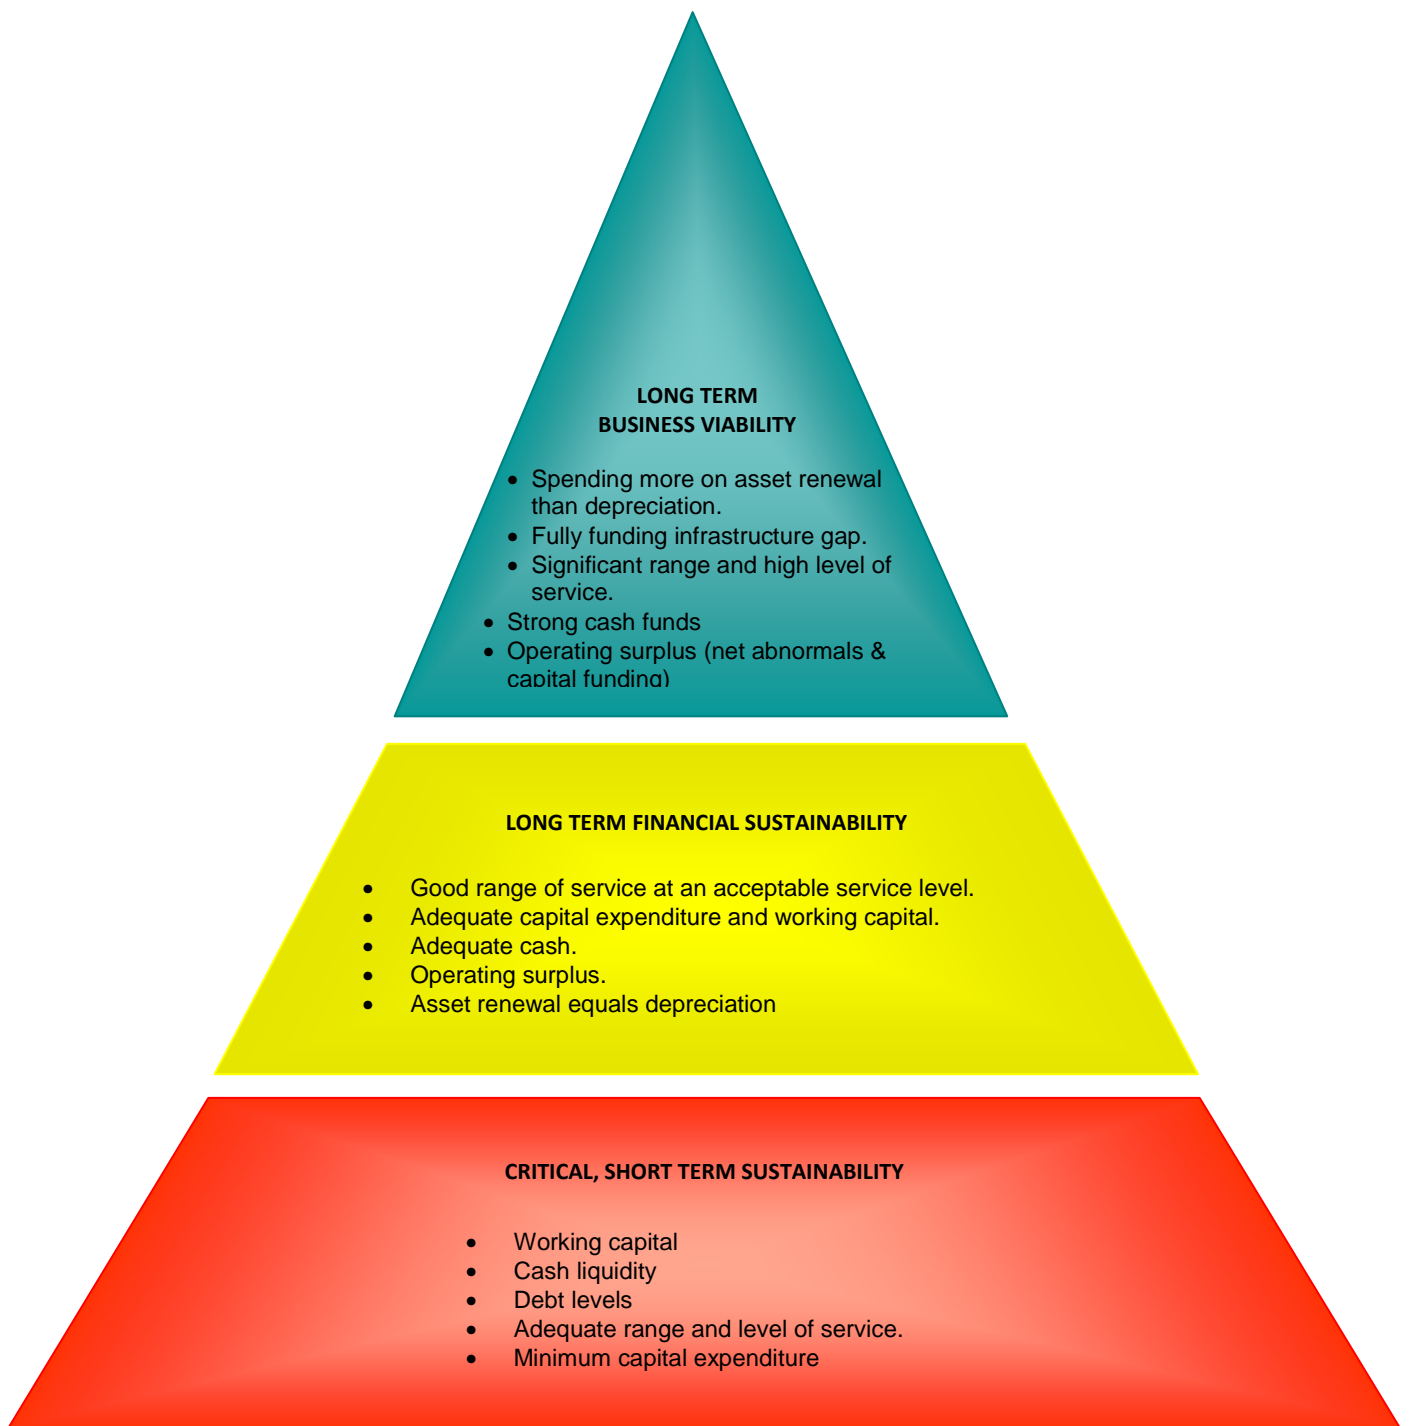 LONG TERM
BUSINESS VIABILITY
• Spending more on asset renewal
than depreciation.
• Fully funding infrastructure gap.
• Significant range and high level of
service.
• Strong cash funds
• Operating surplus (net abnormals &
capital funding)
LONG TERM FINANCIAL SUSTAINABILITY
• Good range of service at an acceptable service level.
• Adequate capital expenditure and working capital.
• Adequate cash.
• Operating surplus.
• Asset renewal equals depreciation
CRITICAL, SHORT TERM SUSTAINABILITY
• Working capital
• Cash liquidity
• Debt levels
• Adequate range and level of service.
• Minimum capital expenditure